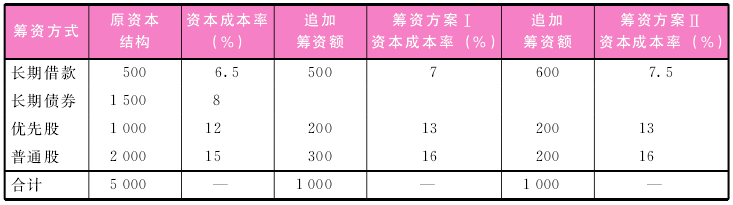 筹资方式 原资本结构 资本成本率(%) 追加筹资额 筹资方案Ⅰ资本成本率(%) 追加筹资额 筹资方案Ⅱ资本成本率(%)
长期借款 500 6.5 500 7 600 7.5
长期债券 1 500 8
优先股 1 000 12 200 13 200 13
普通股 2 000 15 300 16 200 16
合计 5 000 — 1 000 — 1 000 —